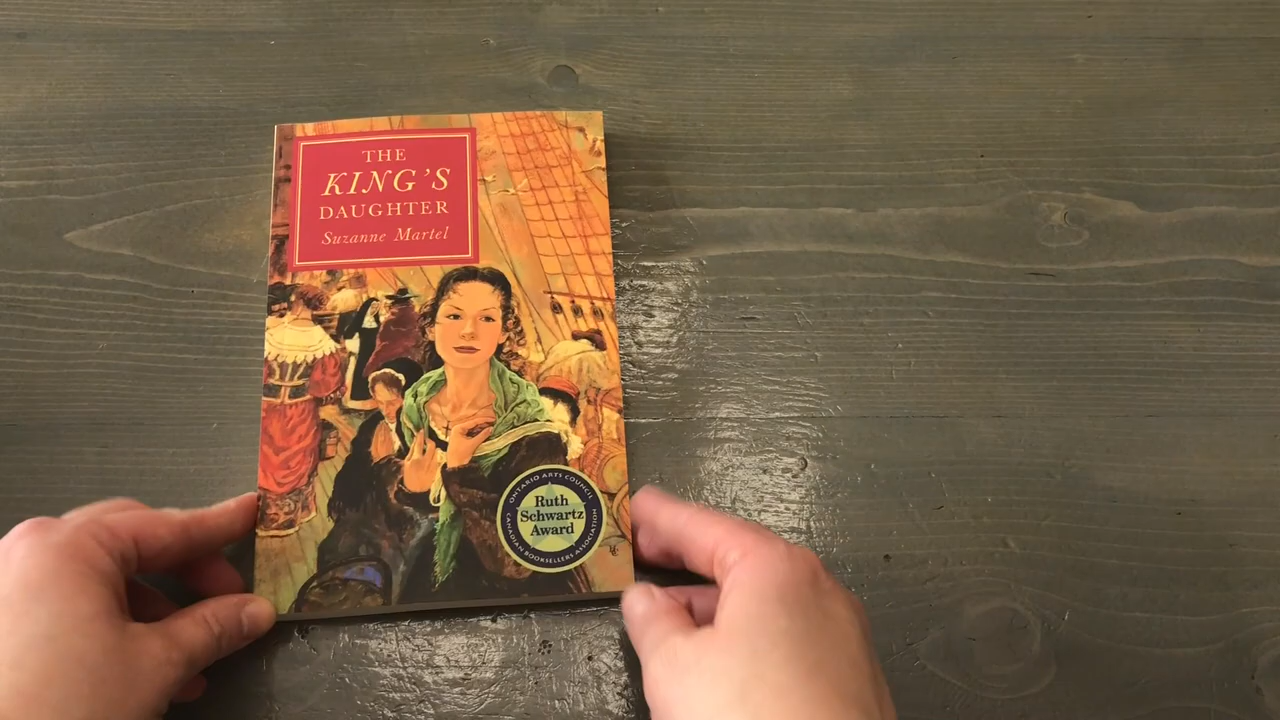 THE
KING'S
DAUGHTER
Suzanne Martel
ONTARIO ARTS COUNCIL
Ruth
Schwartz
Award
CANADIAN BOOKSELLERS ASSOCIATION